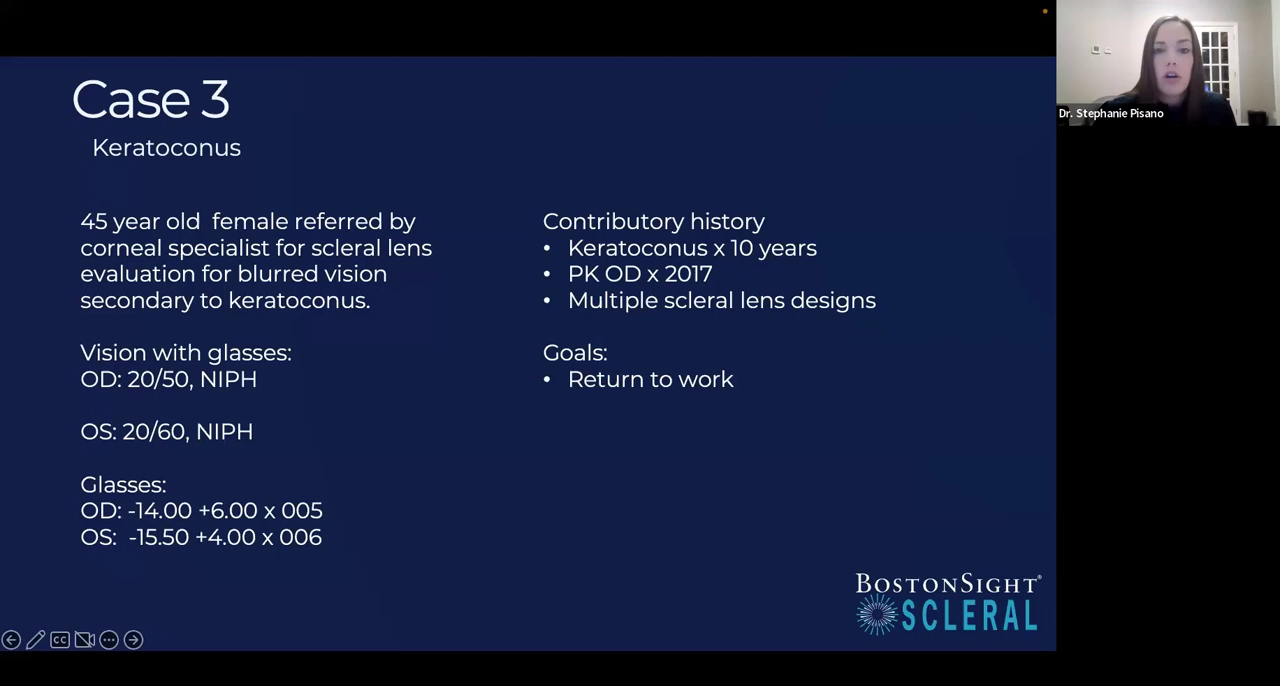 Case 3
Keratoconus
45 year old  female referred by
corneal specialist for scleral lens
evaluation for blurred vision
secondary to keratoconus.
Vision with glasses:
OD: 20/50, NIPH
OS: 20/60, NIPH
Glasses:
OD: -14.00 +6.00 x 005
OS:  -15.50 +4.00 x 006
Contributory history
• Keratoconus x 10 years
• PK OD x 2017
• Multiple scleral lens designs
Goals:
• Return to work
BOSTONSIGHT®
SCLERAL
CC
Dr. Stephanie Pisano